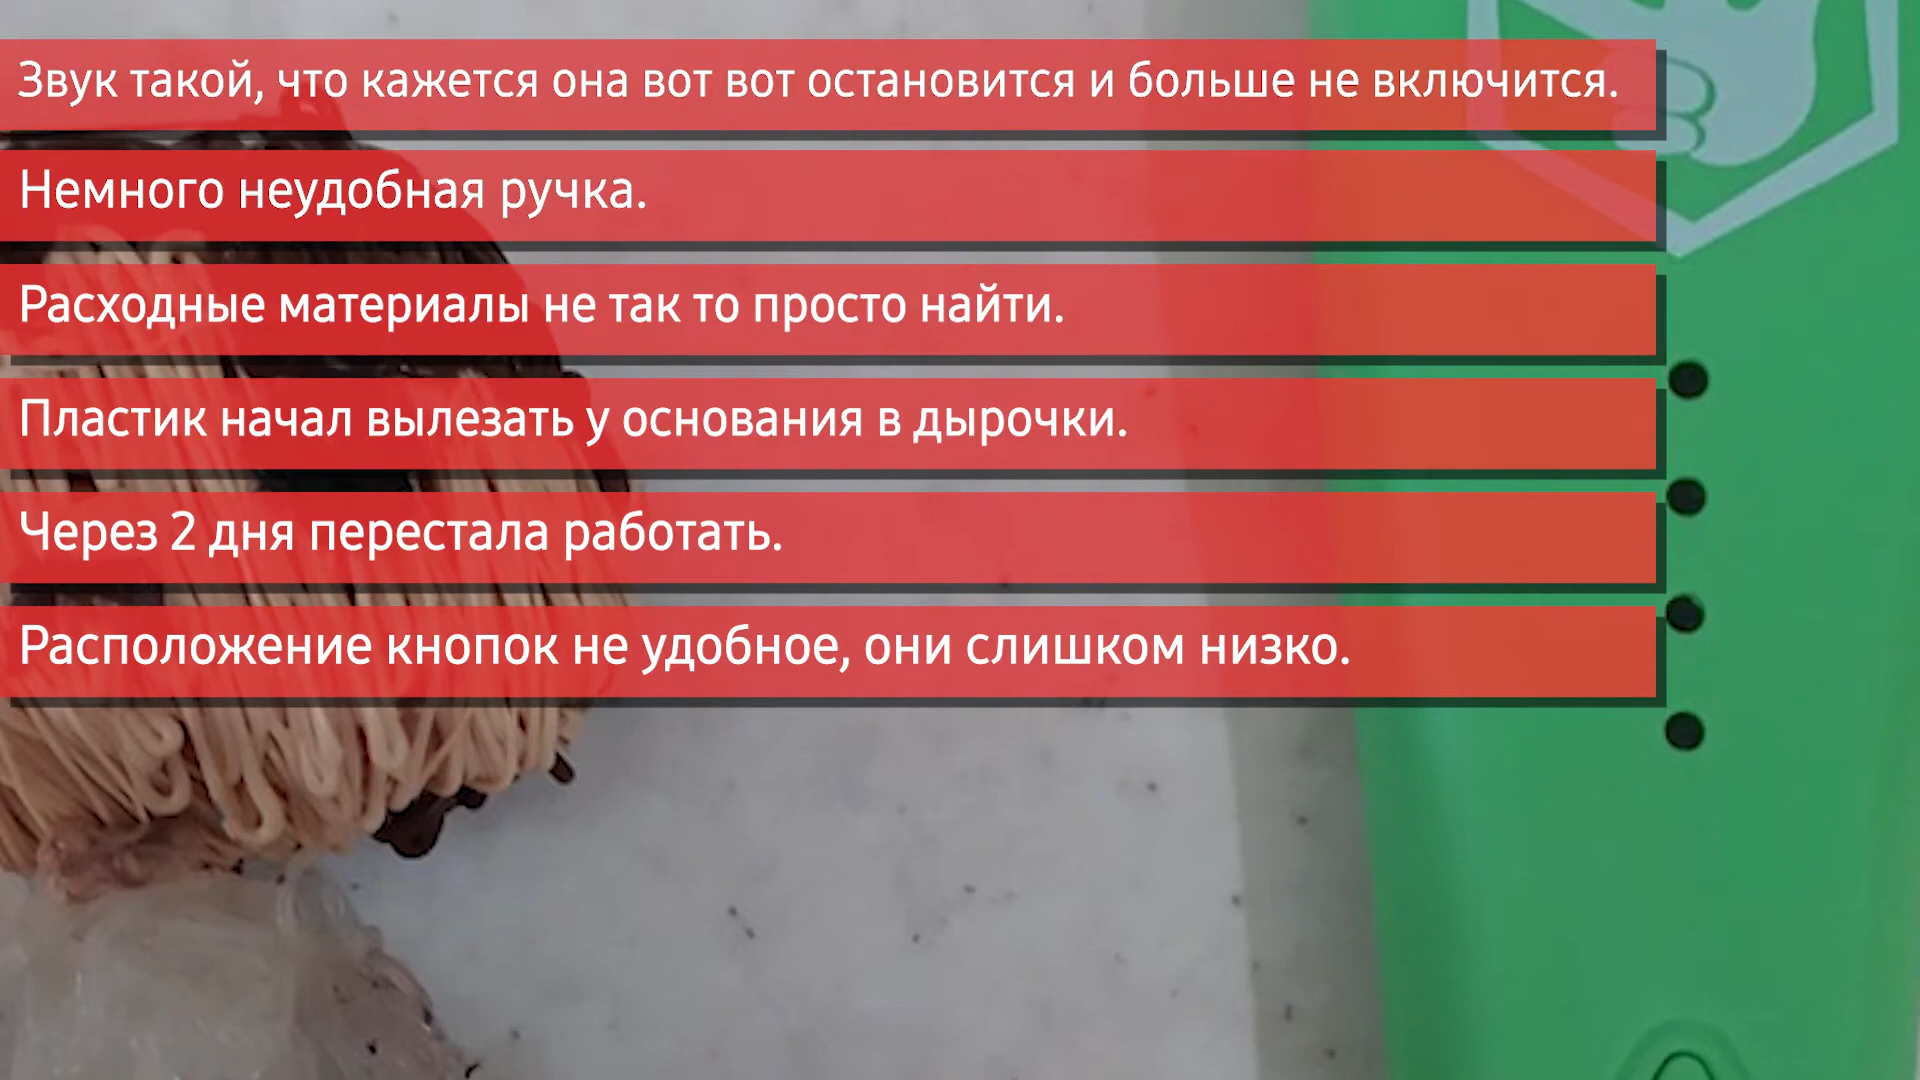 Звук такой, что кажется она вот вот остановится и больше не включится.
Немного неудобная ручка.
Расходные материалы не так то просто найти.
Пластик начал вылезать у основания в дырочки.
Через 2 дня перестала работать.
Расположение кнопок не удобное, они слишком низко.